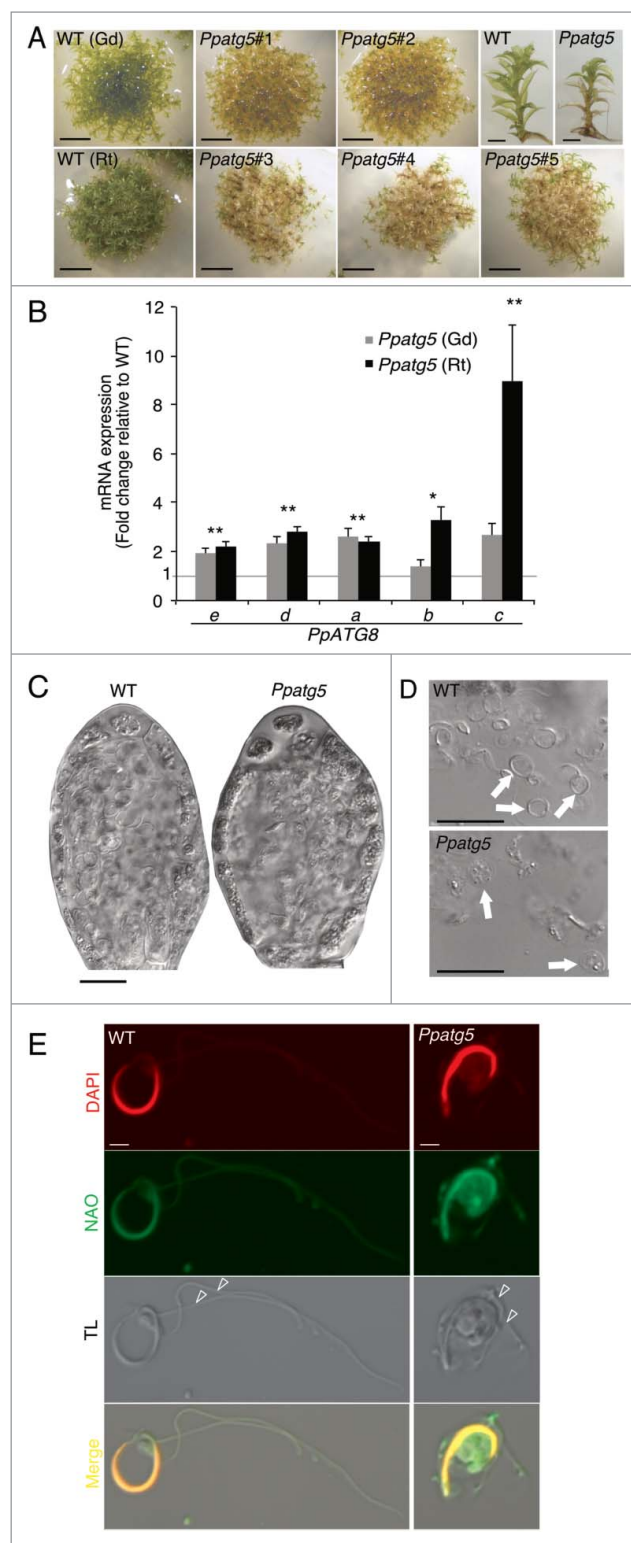 A
WT (Gd)
Ppatg5#1
Ppatg5#2
WT
Ppatg5
WT (Rt)
Ppatg5#3
Ppatg5#4
Ppatg5#5
B
mRNA expression
(Fold change relative to WT)
12
10
8
6
4
2
1
0
Ppatg5 (Gd)
Ppatg5 (Rt)
**
**
**
*
**
e d a b c
PpATG8
C
WT
Ppatg5
D
WT
Ppatg5
E
WT
Ppatg5
DAPI
NAO
TL
Merge